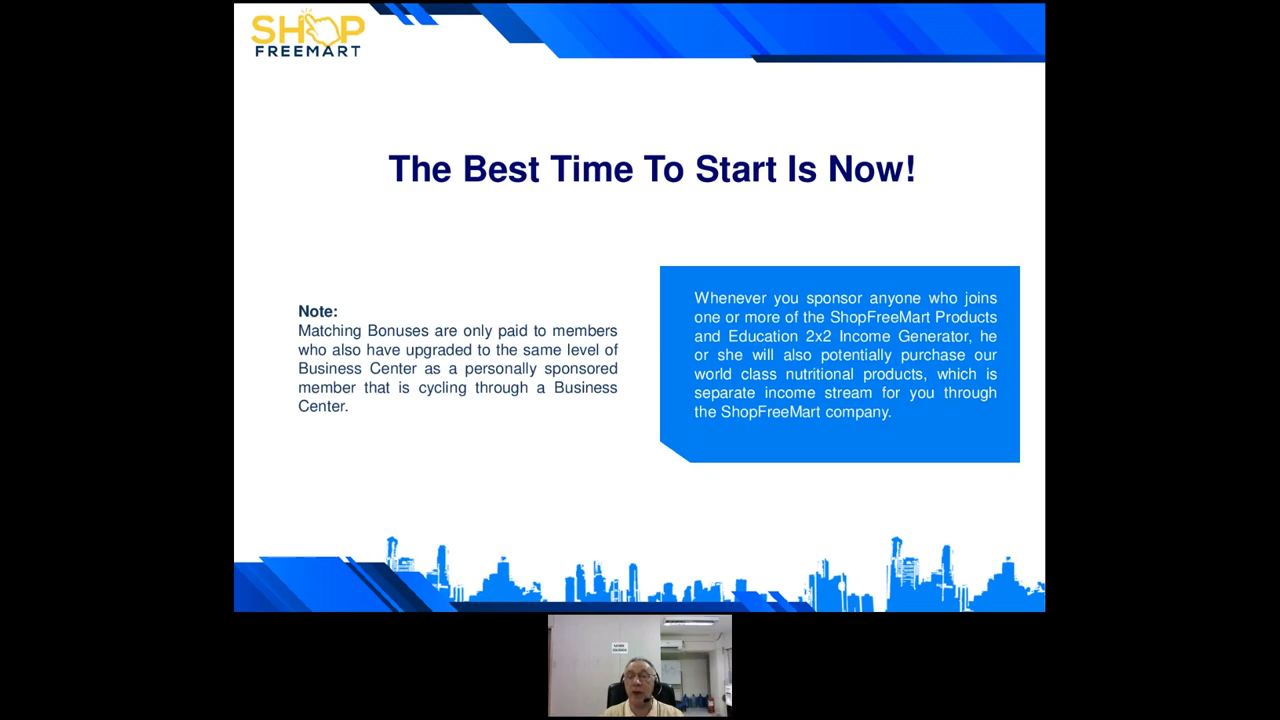 SHOP
FREEMART
The Best Time To Start Is Now!
Note:
Matching Bonuses are only paid to members
who also have upgraded to the same level of
Business Center as a personally sponsored
member that is cycling through a Business
Center.
Whenever you sponsor anyone who joins
one or more of the ShopFreeMart Products
and Education 2x2 Income Generator, he
or she will also potentially purchase our
world class nutritional products, which is
separate income stream for you through
the ShopFreeMart company.